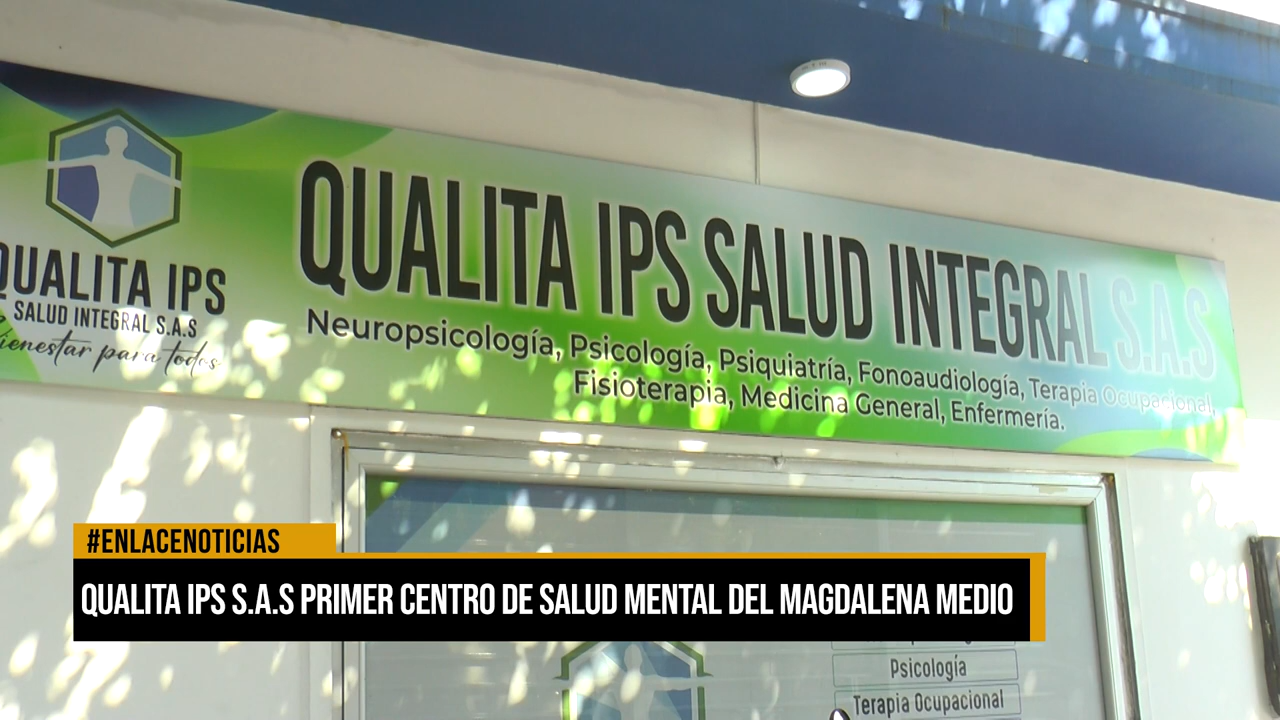 QUALITA IPS
SALUD INTEGRAL S.A.S
Bienestar para todos
QUALITA IPS SALUD INTEGRAL S.A.S
Neuropsicología, Psicología, Psiquiatría, Fonoaudiología, Terapia Ocupacional,
Fisioterapia, Medicina General, Enfermería.
#ENLACENOTICIAS
QUALITA IPS S.A.S PRIMER CENTRO DE SALUD MENTAL DEL MAGDALENA MEDIO
Psicología
Terapia Ocupacional